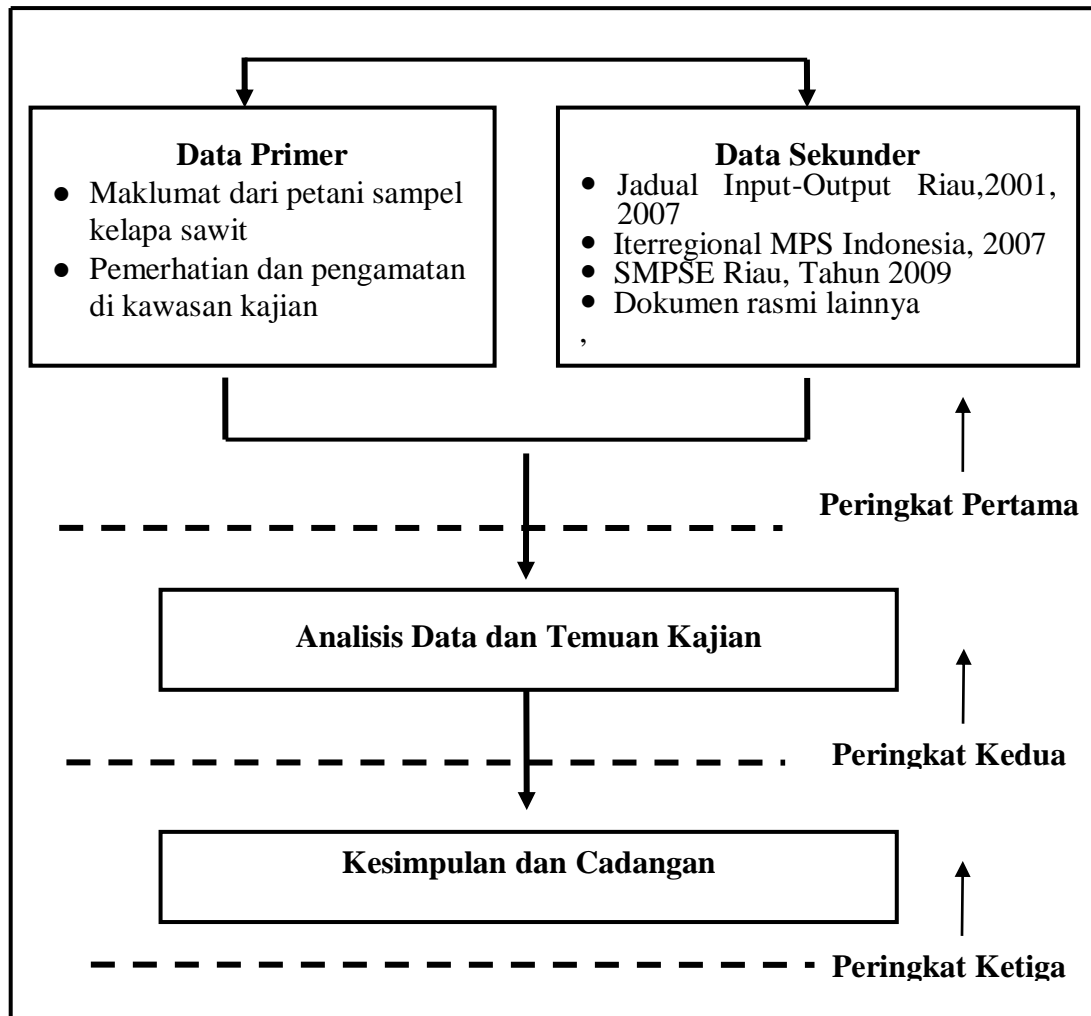 Data Primer
● Maklumat dari petani sampel
kelapa sawit
● Pemerhatian dan pengamatan
di kawasan kajian
Data Sekunder
● Jadual Input-Output Riau,2001,
2007
● Iterregional MPS Indonesia, 2007
● SMPSE Riau, Tahun 2009
● Dokumen rasmi lainnya
,
Peringkat Pertama
Analisis Data dan Temuan Kajian
Peringkat Kedua
Kesimpulan dan Cadangan
Peringkat Ketiga